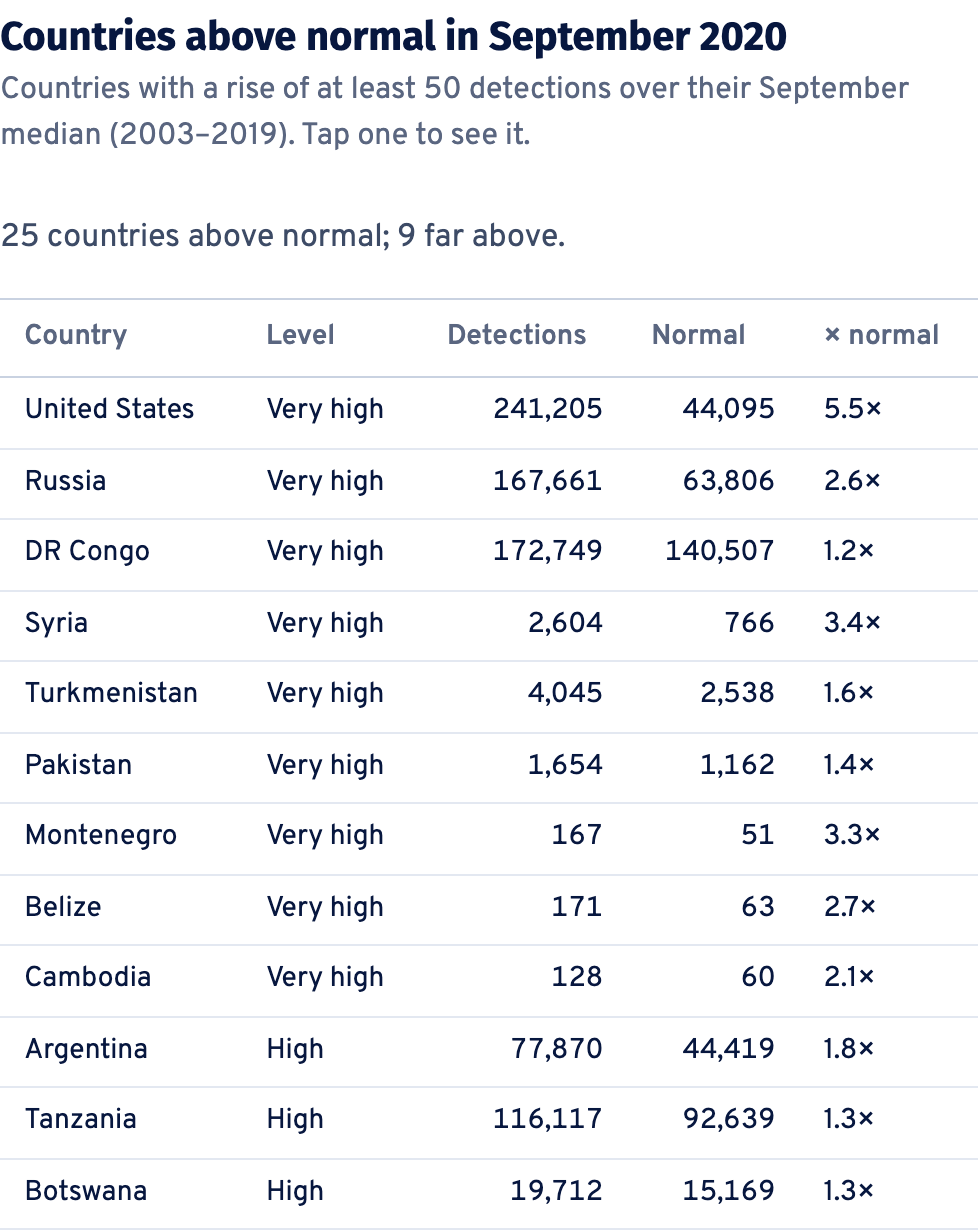 Countries above normal in September 2020
Countries with a rise of at least 50 detections over their September
median (2003–2019). Tap one to see it.
25 countries above normal; 9 far above.
Country Level Detections Normal × normal
United States Very high 241,205 44,095 5.5×
Russia Very high 167,661 63,806 2.6×
DR Congo Very high 172,749 140,507 1.2×
Syria Very high 2,604 766 3.4×
Turkmenistan Very high 4,045 2,538 1.6×
Pakistan Very high 1,654 1,162 1.4×
Montenegro Very high 167 51 3.3×
Belize Very high 171 63 2.7×
Cambodia Very high 128 60 2.1×
Argentina High 77,870 44,419 1.8×
Tanzania High 116,117 92,639 1.3×
Botswana High 19,712 15,169 1.3×